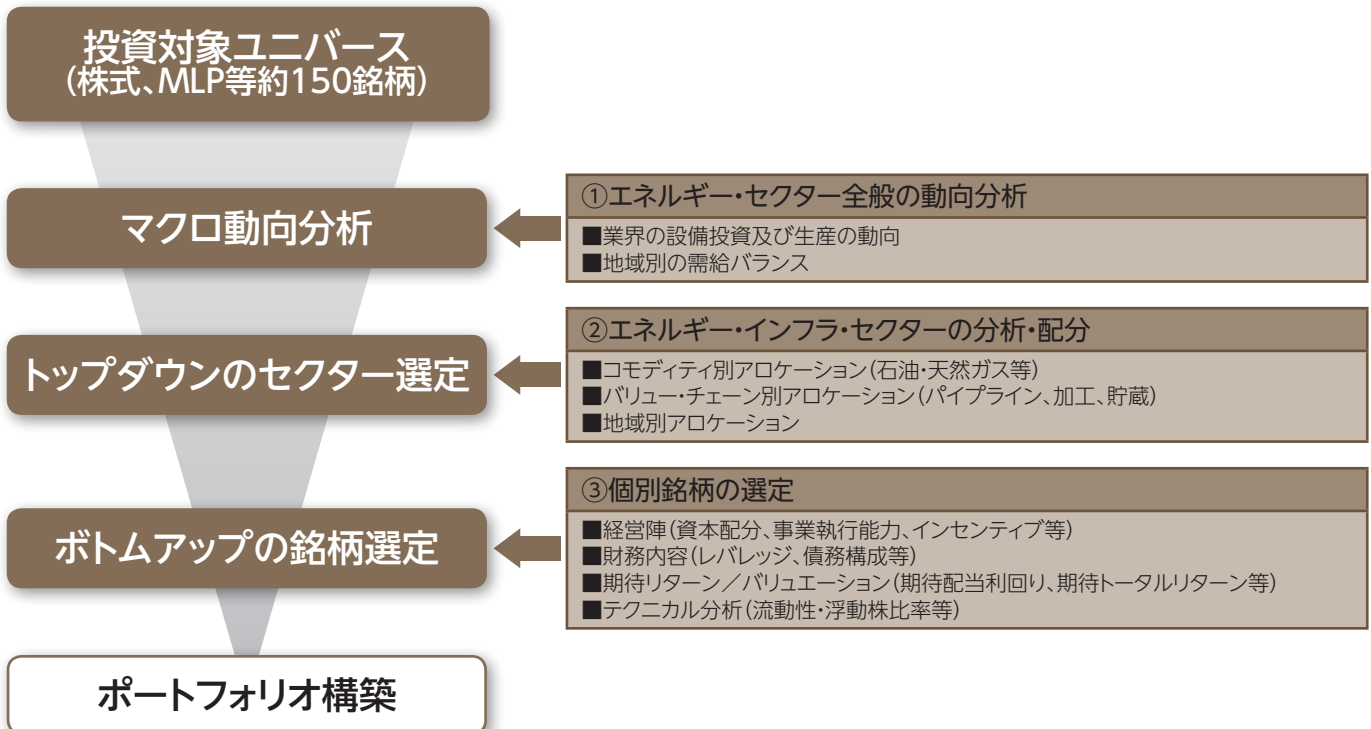 投資対象ユニバース
(株式、MLP等約150銘柄)
マクロ動向分析
①エネルギー・セクター全般の動向分析
■業界の設備投資及び生産の動向
■地域別の需給バランス
トップダウンのセクター選定
②エネルギー・インフラ・セクターの分析・配分
■コモディティ別アロケーション(石油・天然ガス等)
■バリュー・チェーン別アロケーション(パイプライン、加工、貯蔵)
■地域別アロケーション
ボトムアップの銘柄選定
③個別銘柄の選定
■経営陣(資本配分、事業執行能力、インセンティブ等)
■財務内容(レバレッジ、債務構成等)
■期待リターン／バリュエーション(期待配当利回り、期待トータルリターン等)
■テクニカル分析(流動性・浮動株比率等)
ポートフォリオ構築